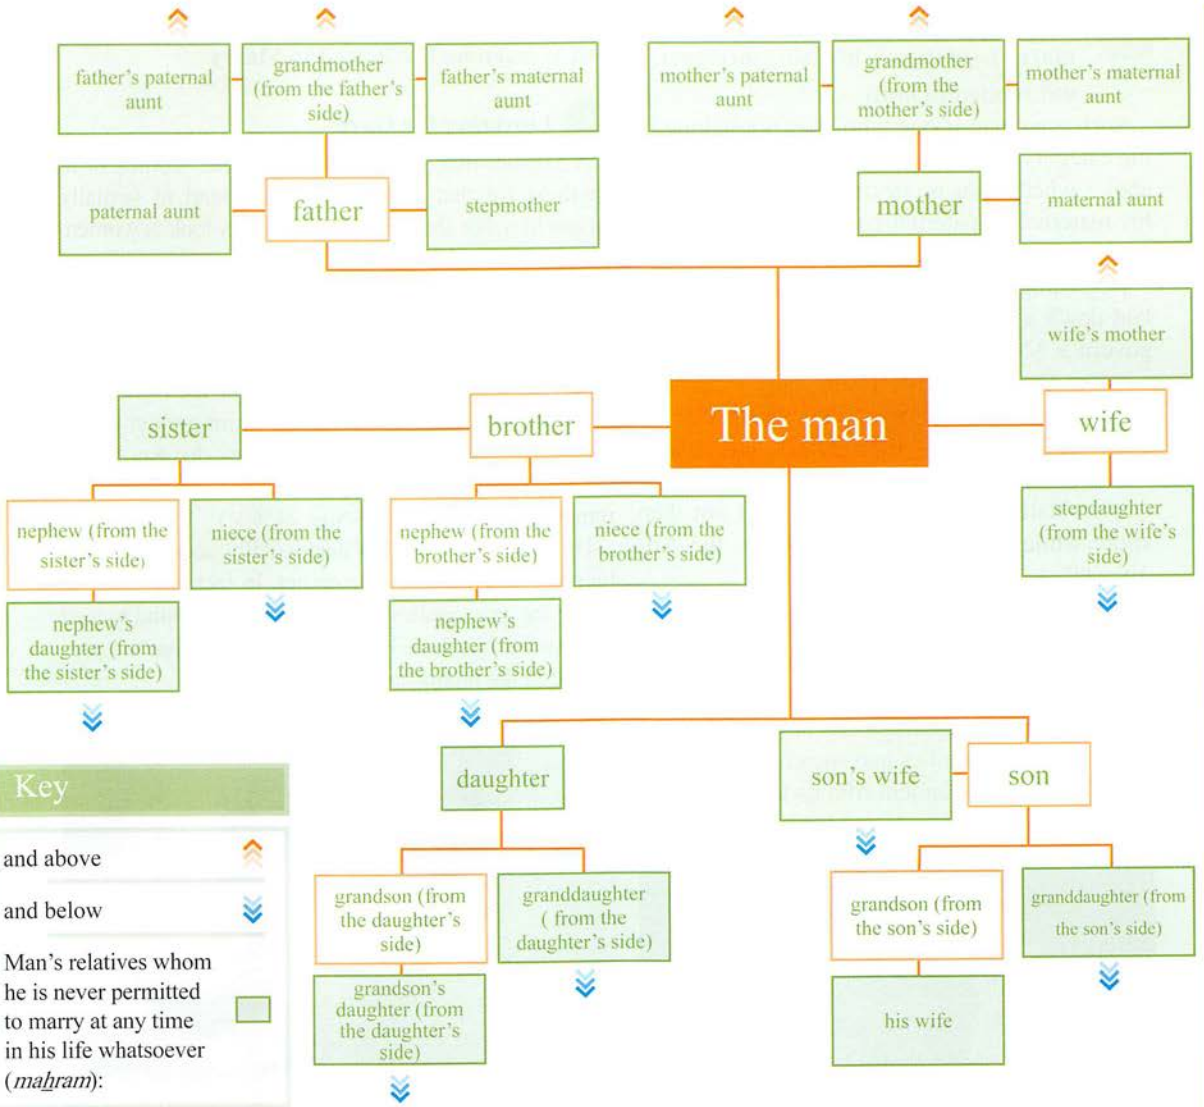 father's paternal
aunt
grandmother
(from the father's
side)
father's maternal
aunt
mother's paternal
aunt
grandmother
(from the
mother's side)
mother's maternal
aunt
paternal aunt
father
stepmother
mother
maternal aunt
wife's mother
sister
brother
The man
wife
nephew (from the
sister's side)
niece (from the
sister's side)
nephew (from the
brother's side)
niece (from the
brother's side)
stepdaughter
(from the wife's
side)
nephew's
daughter (from
the sister's side)
nephew's
daughter (from
the brother's side)
daughter
son's wife
son
grandson (from
the daughter's
side)
granddaughter
( from the
daughter's side)
grandson (from
the son's side)
granddaughter (from
the son's side)
grandson's
daughter (from
the daughter's
side)
his wife
Key
and above
and below
Man's relatives whom
he is never permitted
to marry at any time
in his life whatsoever
(mahram):